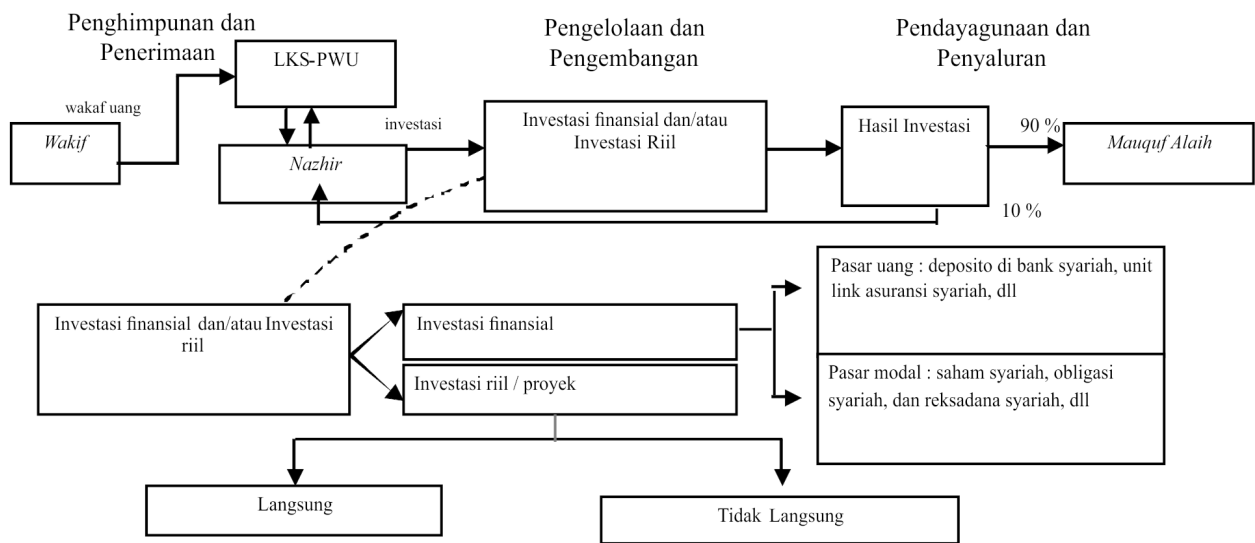 Penghimpunan dan
Penerimaan
Pengelolaan dan
Pengembangan
Pendayagunaan dan
Penyaluran
LKS-PWU
wakaf uang
Wakif
Nazhir
investasi
Investasi finansial dan/atau
Investasi Riil
Hasil Investasi
90 %
Mauquf Alaih
10 %
Investasi finansial dan/atau Investasi
riil
Investasi finansial
Investasi riil / proyek
Pasar uang : deposito di bank syariah, unit
link asuransi syariah, dll
Pasar modal : saham syariah, obligasi
syariah, dan reksadana syariah, dll
Langsung
Tidak Langsung